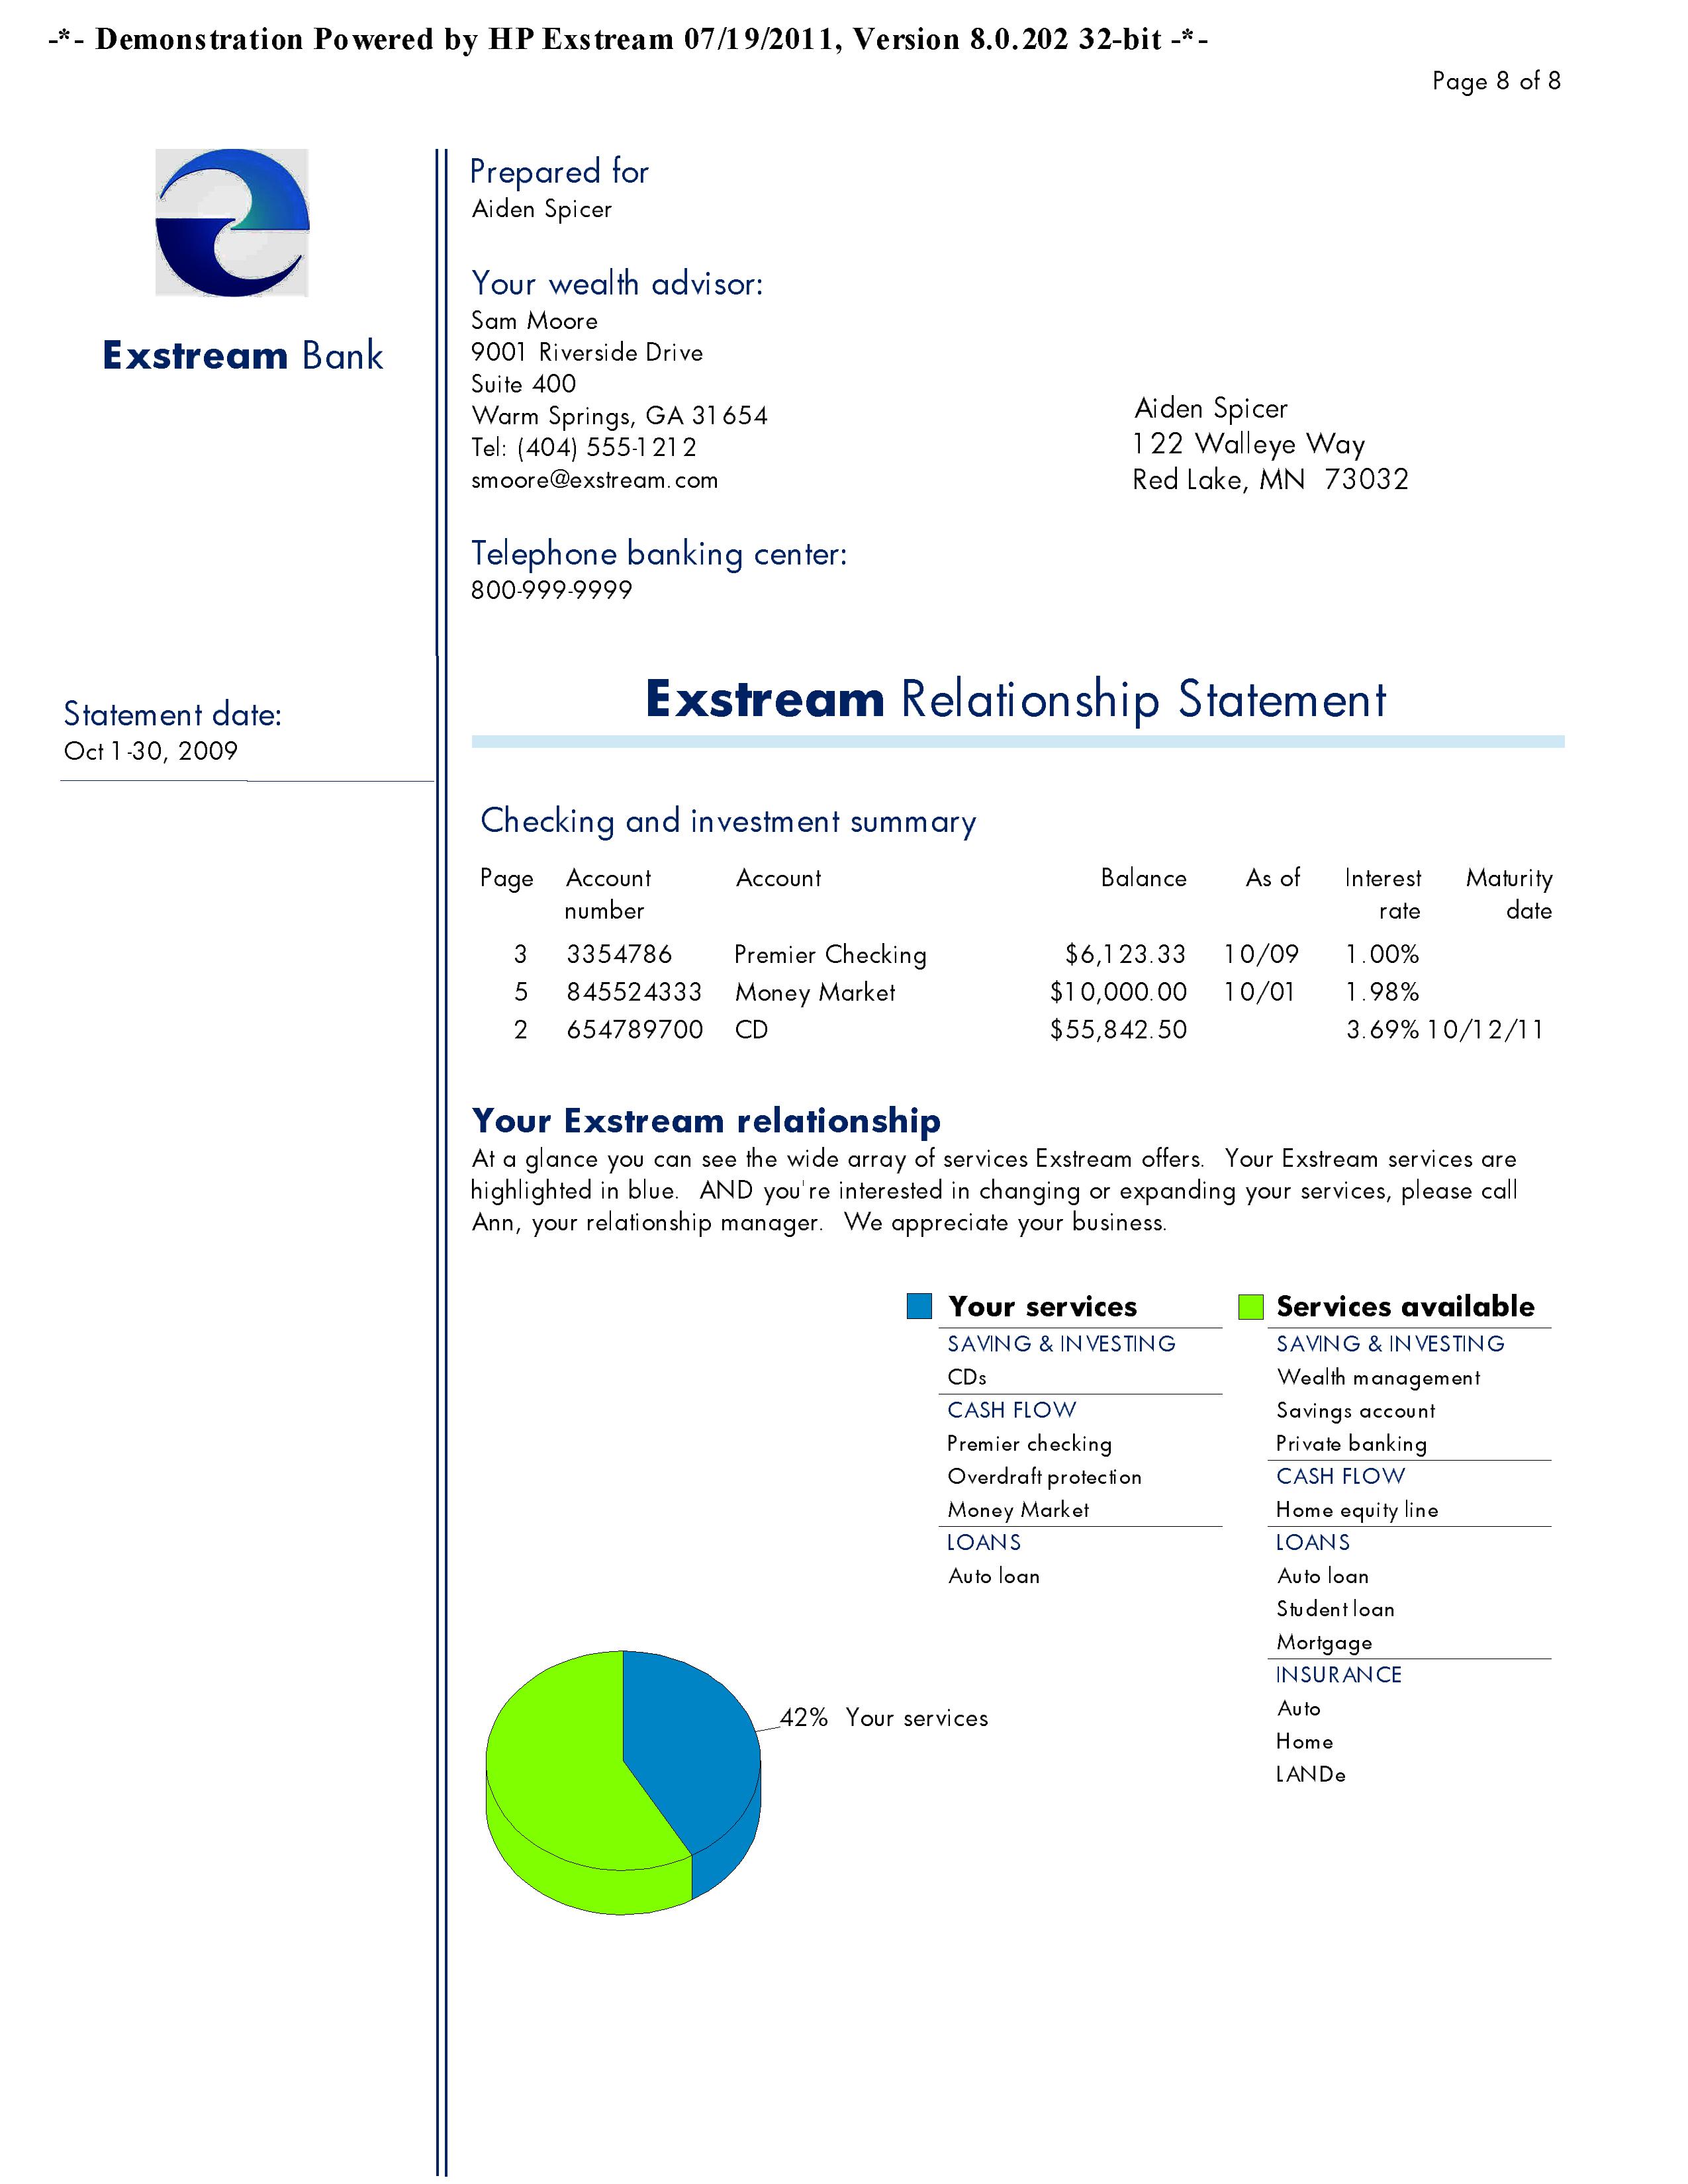 -*- Demonstration Powered by HP Exstream 07/19/2011, Version 8.0.202 32-bit -*-
Page 8 of 8
Exstream Bank
Prepared for
Aiden Spicer
Your wealth advisor:
Sam Moore
9001 Riverside Drive
Suite 400
Warm Springs, GA 31654
Tel: (404) 555-1212
smoore@exstream.com
Aiden Spicer
122 Walleye Way
Red Lake, MN 73032
Telephone banking center:
800-999-9999
Statement date:
Oct 1-30, 2009
Exstream Relationship Statement
Checking and investment summary
Page Account Account Balance As of Interest Maturity
number rate date
3 3354786 Premier Checking $6,123.33 10/09 1.00%
5 845524333 Money Market $10,000.00 10/01 1.98%
2 654789700 CD $55,842.50 3.69% 10/12/11
Your Exstream relationship
At a glance you can see the wide array of services Exstream offers. Your Exstream services are
highlighted in blue. AND you're interested in changing or expanding your services, please call
Ann, your relationship manager. We appreciate your business.
Your services
SAVING & INVESTING
CDs
CASH FLOW
Premier checking
Overdraft protection
Money Market
LOANS
Auto loan
Services available
SAVING & INVESTING
Wealth management
Savings account
Private banking
CASH FLOW
Home equity line
LOANS
Auto loan
Student loan
Mortgage
INSURANCE
Auto
Home
LANDe
42% Your services